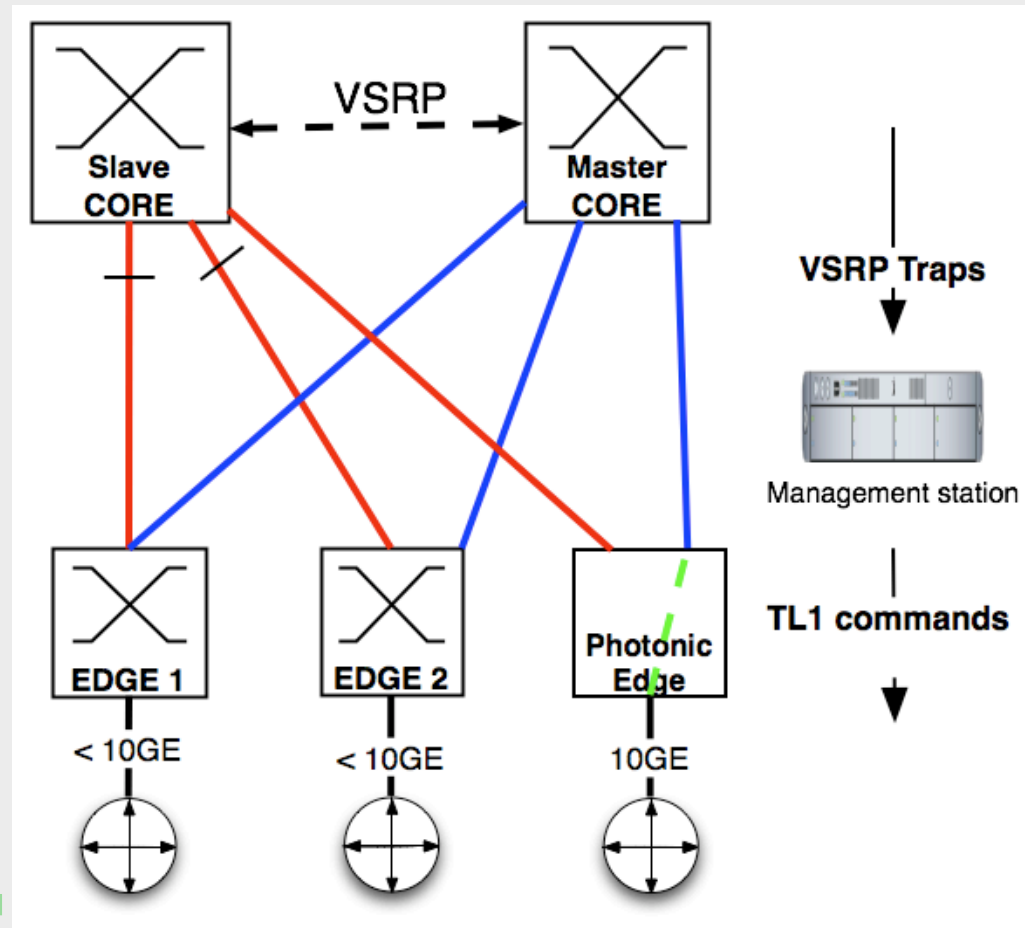 VSRP
Slave
CORE
Master
CORE
VSRP Traps
Management station
TL1 commands
EDGE 1
EDGE 2
Photonic
Edge
< 10GE
< 10GE
10GE